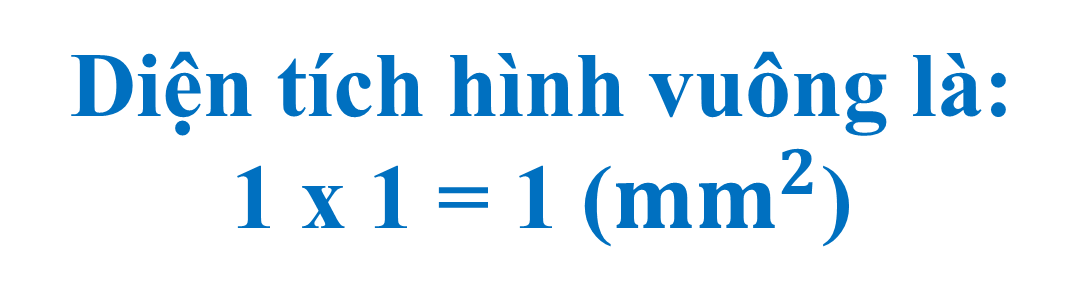 Diện tích hình vuông là:
1 x 1 = 1 (mm²)